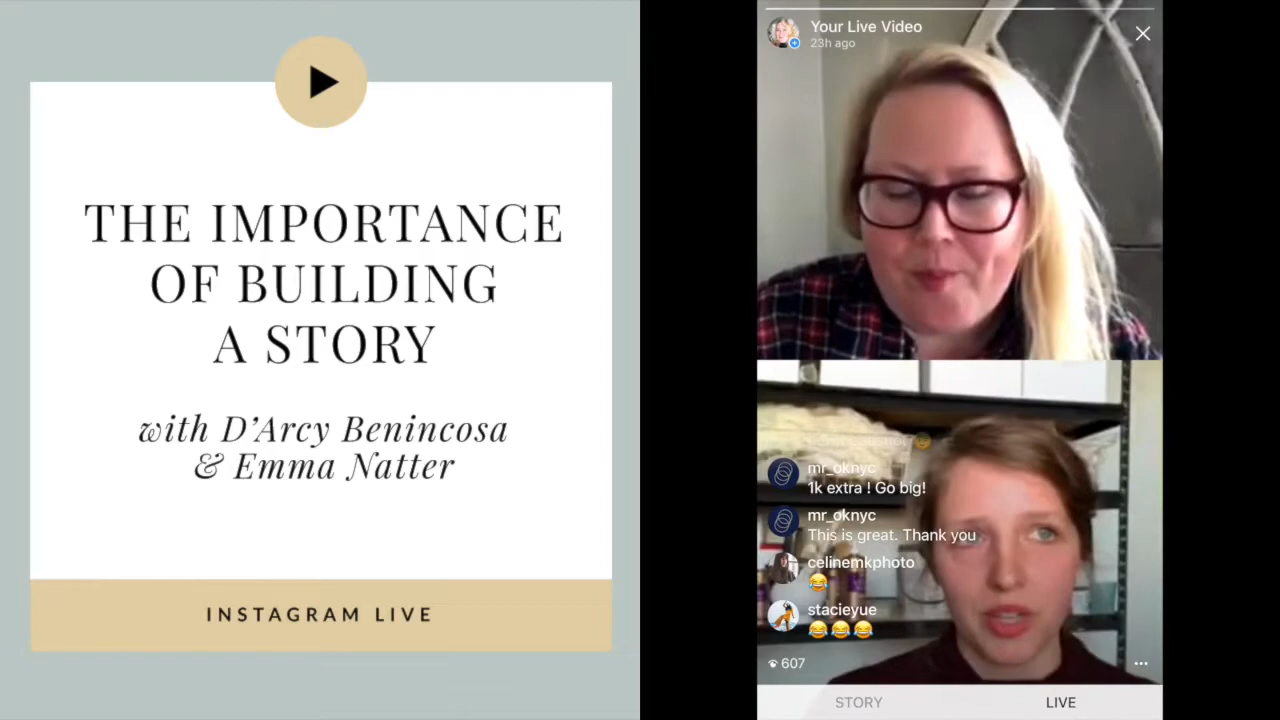 THE IMPORTANCE
OF BUILDING
A STORY
with D'Arcy Benincosa
& Emma Natter
INSTAGRAM LIVE
Your Live Video
23h ago
mr_oknyc
1k extra ! Go big!
mr_oknyc
This is great. Thank you
celinemkphoto
😂
stacieyue
😂😂😂
607
STORY
LIVE